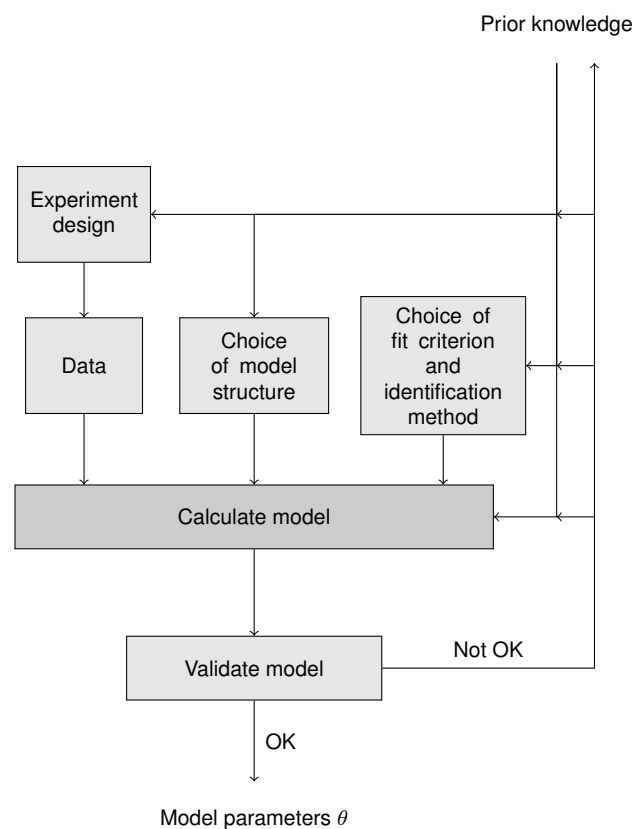 Prior knowledge
Experiment
design
Data
Choice
of model
structure
Choice of
fit criterion
and
identification
method
Calculate model
Validate model
Not OK
OK
Model parameters θ